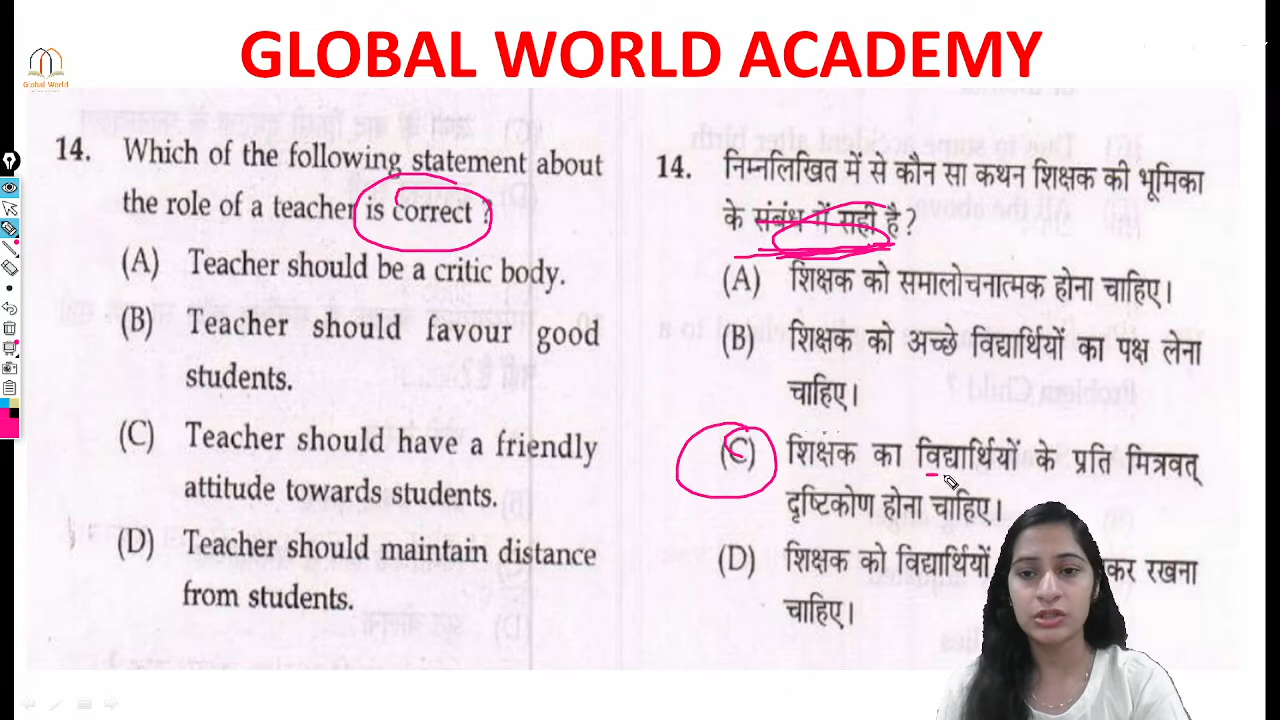 GLOBAL WORLD ACADEMY
Global World
14. Which of the following statement about
the role of a teacher is correct ?
(A) Teacher should be a critic body.
(B) Teacher should favour good
students.
(C) Teacher should have a friendly
attitude towards students.
(D) Teacher should maintain distance
from students.
14. निम्नलिखित में से कौन सा कथन शिक्षक की भूमिका
के संबंध में सही है ?
(A) शिक्षक को समालोचनात्मक होना चाहिए।
(B) शिक्षक को अच्छे विद्यार्थियों का पक्ष लेना
चाहिए।
(C) शिक्षक का विद्यार्थियों के प्रति मित्रवत्
दृष्टिकोण होना चाहिए।
(D) शिक्षक को विद्यार्थियों कर रखना
चाहिए।